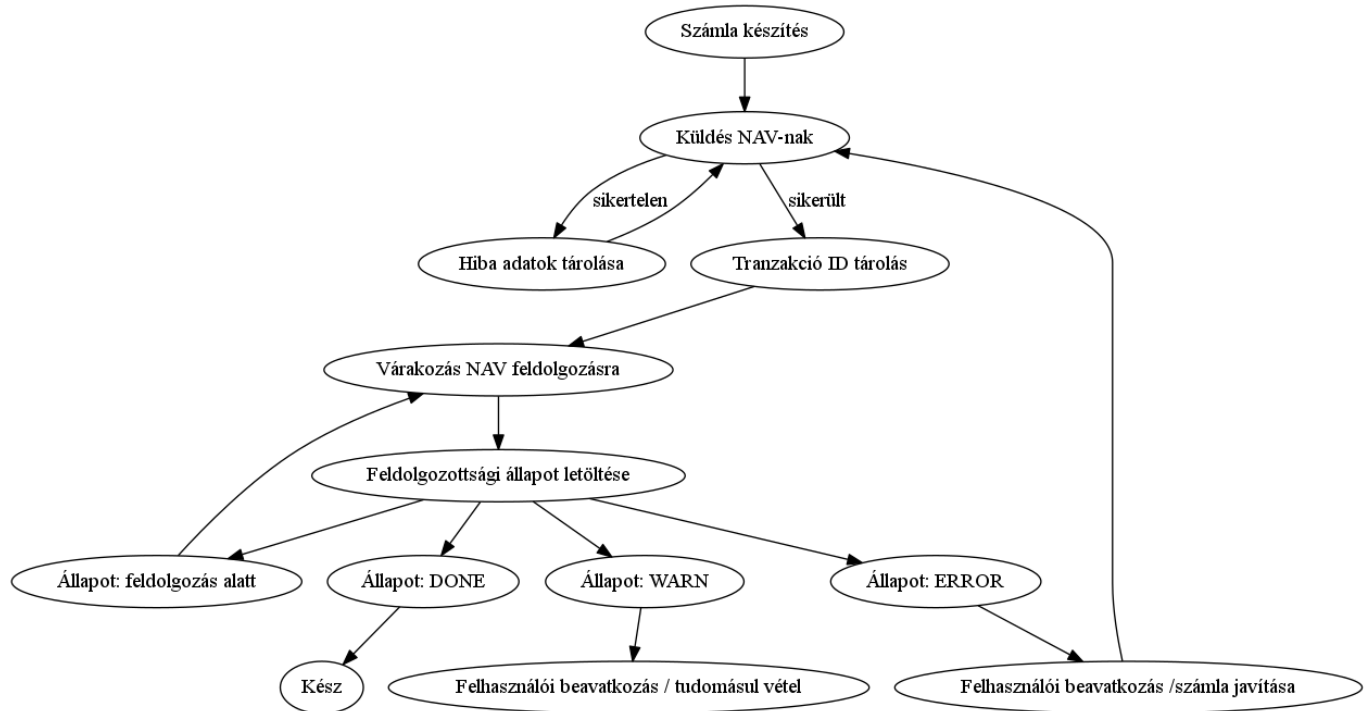 Számla készítés
Küldés NAV-nak
sikertelen
sikerült
Hiba adatok tárolása
Tranzakció ID tárolás
Várakozás NAV feldolgozásra
Feldolgozottsági állapot letöltése
Állapot: feldolgozás alatt
Állapot: DONE
Állapot: WARN
Állapot: ERROR
Kész
Felhasználói beavatkozás / tudomásul vétel
Felhasználói beavatkozás /számla javítása